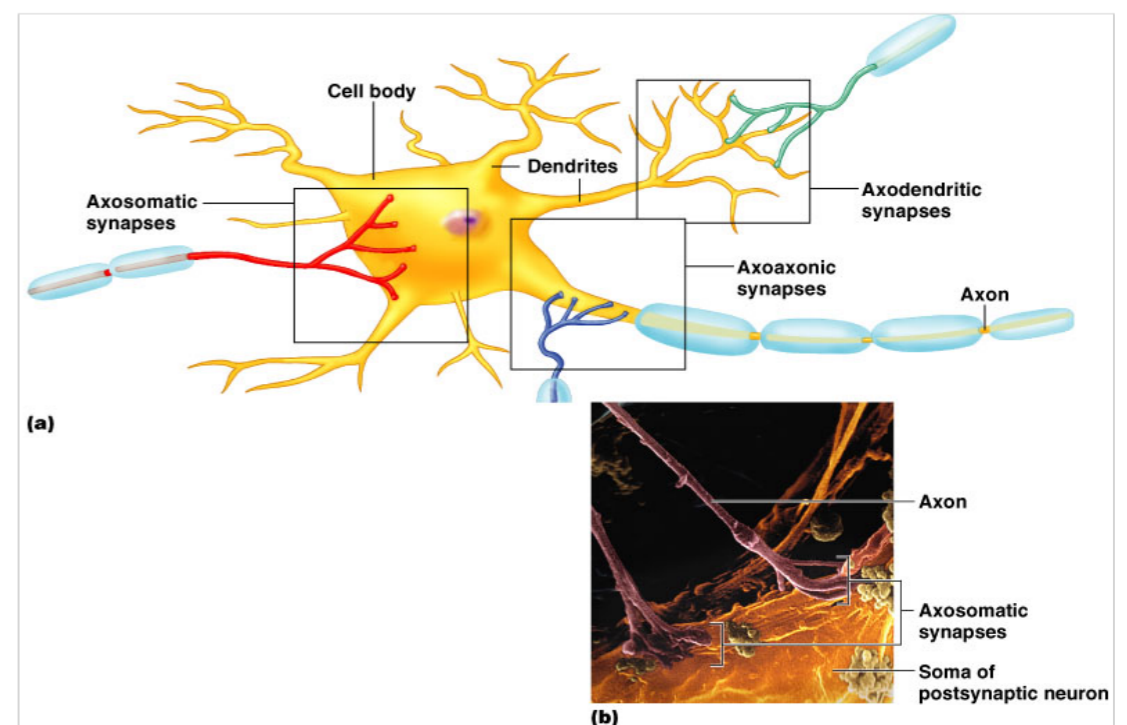 Cell body
Dendrites
Axosomatic
synapses
Axodendritic
synapses
Axoaxonic
synapses
Axon
(a)
Axon
Axosomatic
synapses
Soma of
postsynaptic neuron
(b)